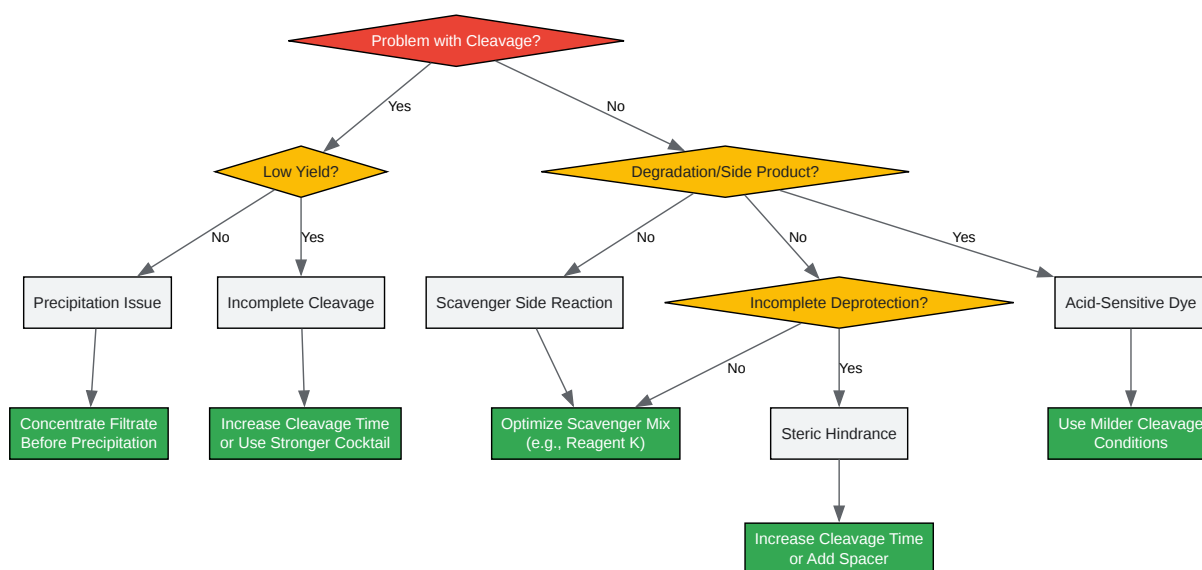 Problem with Cleavage?
Yes
No
Low Yield?
Degradation/Side Product?
No
Yes
No
No
Yes
Precipitation Issue
Incomplete Cleavage
Scavenger Side Reaction
Incomplete Deprotection?
Acid-Sensitive Dye
No
Yes
Concentrate Filtrate
Before Precipitation
Increase Cleavage Time
or Use Stronger Cocktail
Optimize Scavenger Mix
(e.g., Reagent K)
Steric Hindrance
Use Milder Cleavage
Conditions
Increase Cleavage Time
or Add Spacer